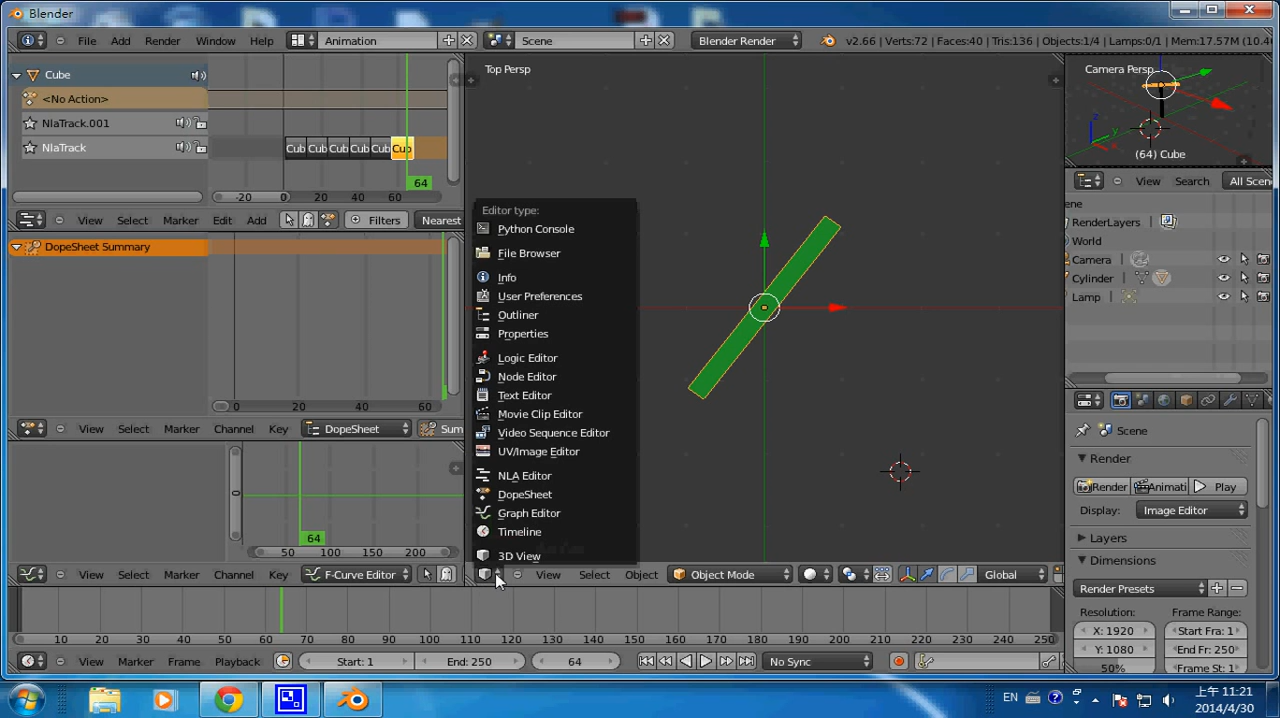 Blender
File Add Render Window Help Animation Scene Blender Render v2.66 | Verts:72 | Faces:40 | Tris:136 | Objects:1/4 | Lamps:0/1 | Mem:17.57M (10.4
Cube
<No Action>
NlaTrack.001
NlaTrack
Cub Cub Cub Cub Cub Cub
64
-20 0 20 40 60
View Select Marker Edit Add Filters Nearest
DopeSheet Summary
0 20 40 60
View Select Marker Channel Key DopeSheet Sum
64
50 100 150 200
View Select Marker Channel Key F-Curve Editor
Top Persp
Editor type:
Python Console
File Browser
Info
User Preferences
Outliner
Properties
Logic Editor
Node Editor
Text Editor
Movie Clip Editor
Video Sequence Editor
UV/Image Editor
NLA Editor
DopeSheet
Graph Editor
Timeline
3D View
View Select Object Object Mode Global
Camera Persp
z
y
(64) Cube
View Search All Scen
ene
RenderLayers
World
Camera
Cylinder
Lamp
Scene
Render
Render Animati Play
Display: Image Editor
Layers
Dimensions
Render Presets
Resolution: Frame Range:
X: 1920 Start Fra: 1
Y: 1080 End Fr: 250
50% Frame St: 1
10 20 30 40 50 60 70 80 90 100 110 120 130 140 150 160 170 180 190 200 210 220 230 240 250
View Marker Frame Playback Start: 1 End: 250 64 No Sync
EN
上午 11:21
2014/4/30